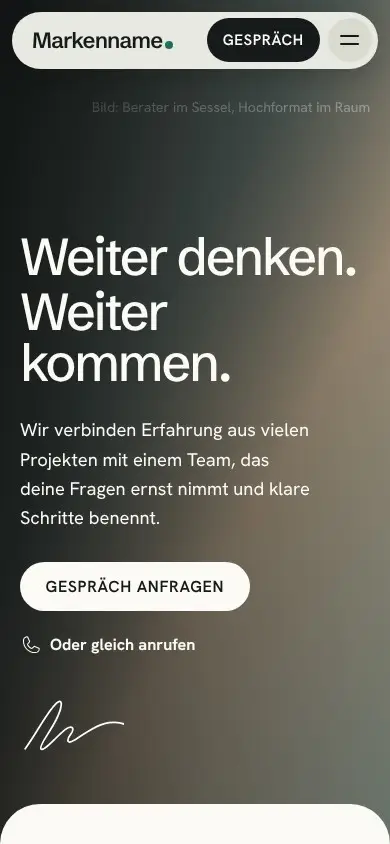 Markenname.
GESPRÄCH
Bild: Berater im Sessel, Hochformat im Raum
Weiter denken.
Weiter
kommen.
Wir verbinden Erfahrung aus vielen
Projekten mit einem Team, das
deine Fragen ernst nimmt und klare
Schritte benennt.
GESPRÄCH ANFRAGEN
Oder gleich anrufen